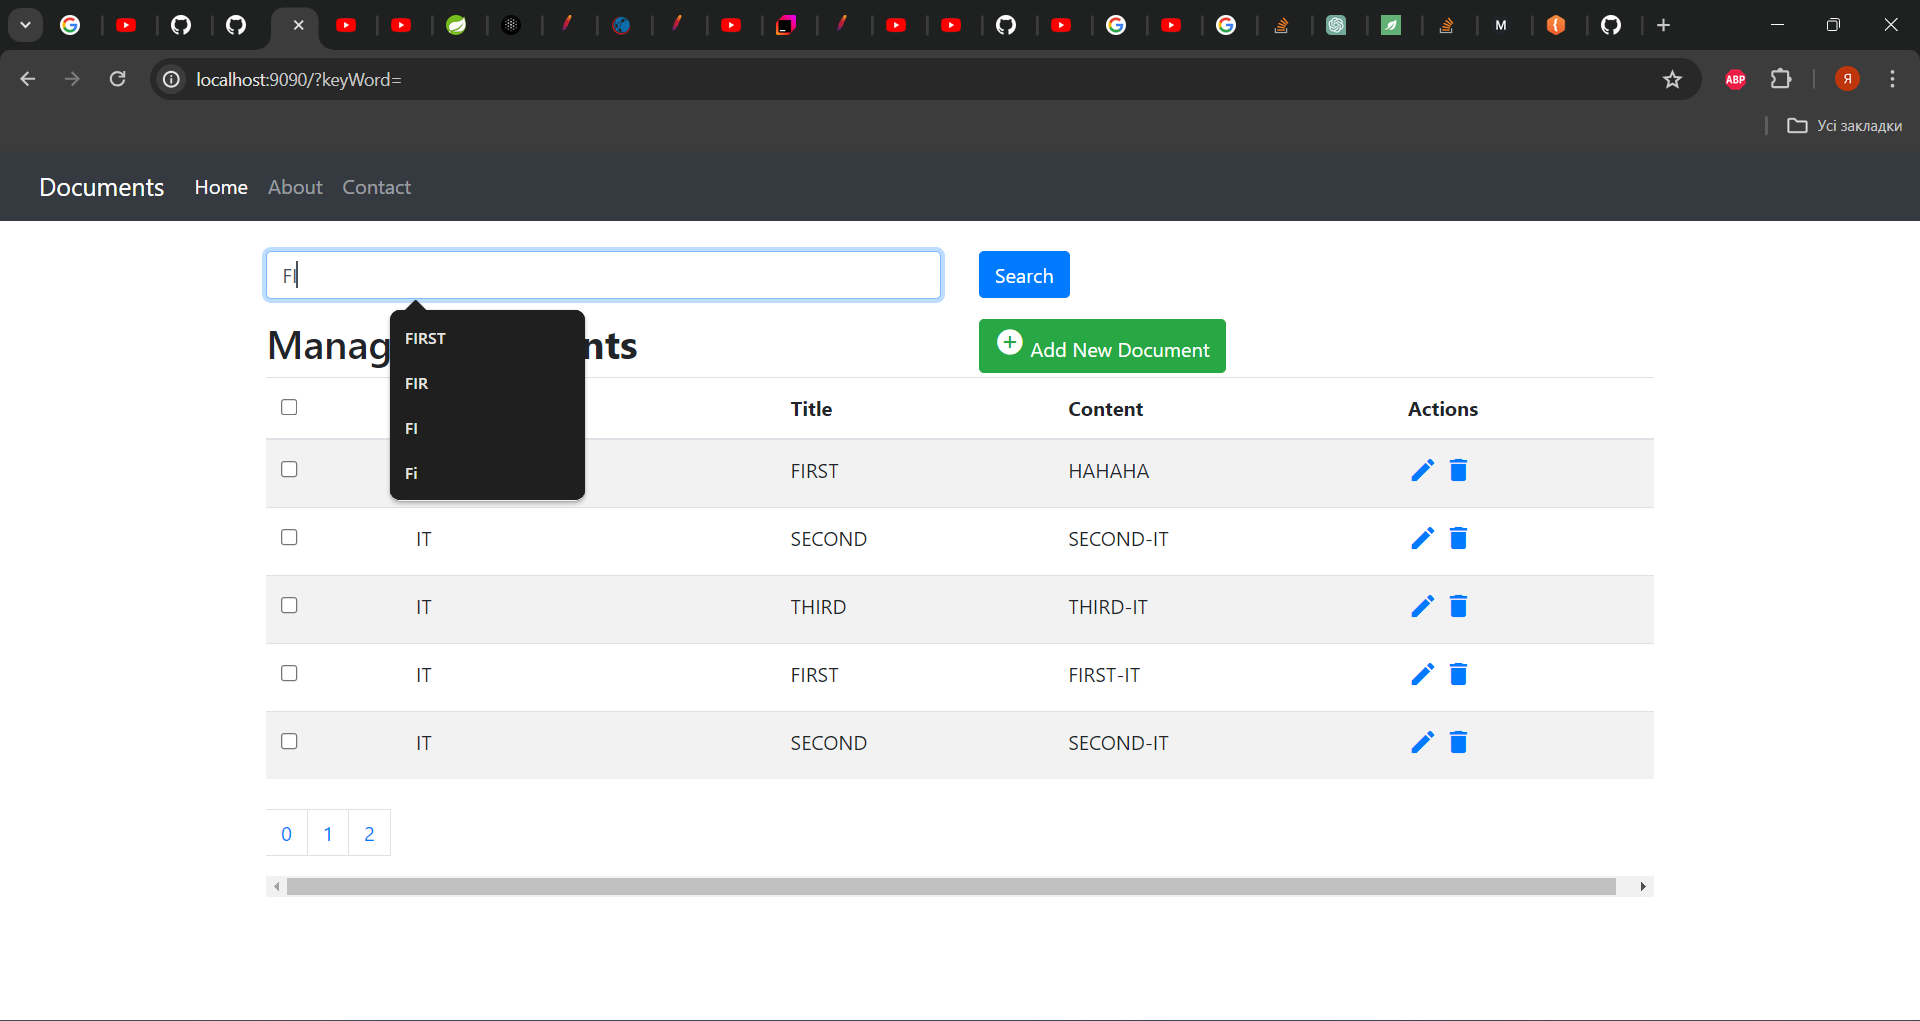 M
localhost:9090/?keyWord=
ABP
Я
Усі закладки
Documents Home About Contact
FI
Search
FIRST
FIR
FI
Fi
Manag nts
Add New Document
Title Content Actions
FIRST HAHAHA
IT SECOND SECOND-IT
IT THIRD THIRD-IT
IT FIRST FIRST-IT
IT SECOND SECOND-IT
0 1 2